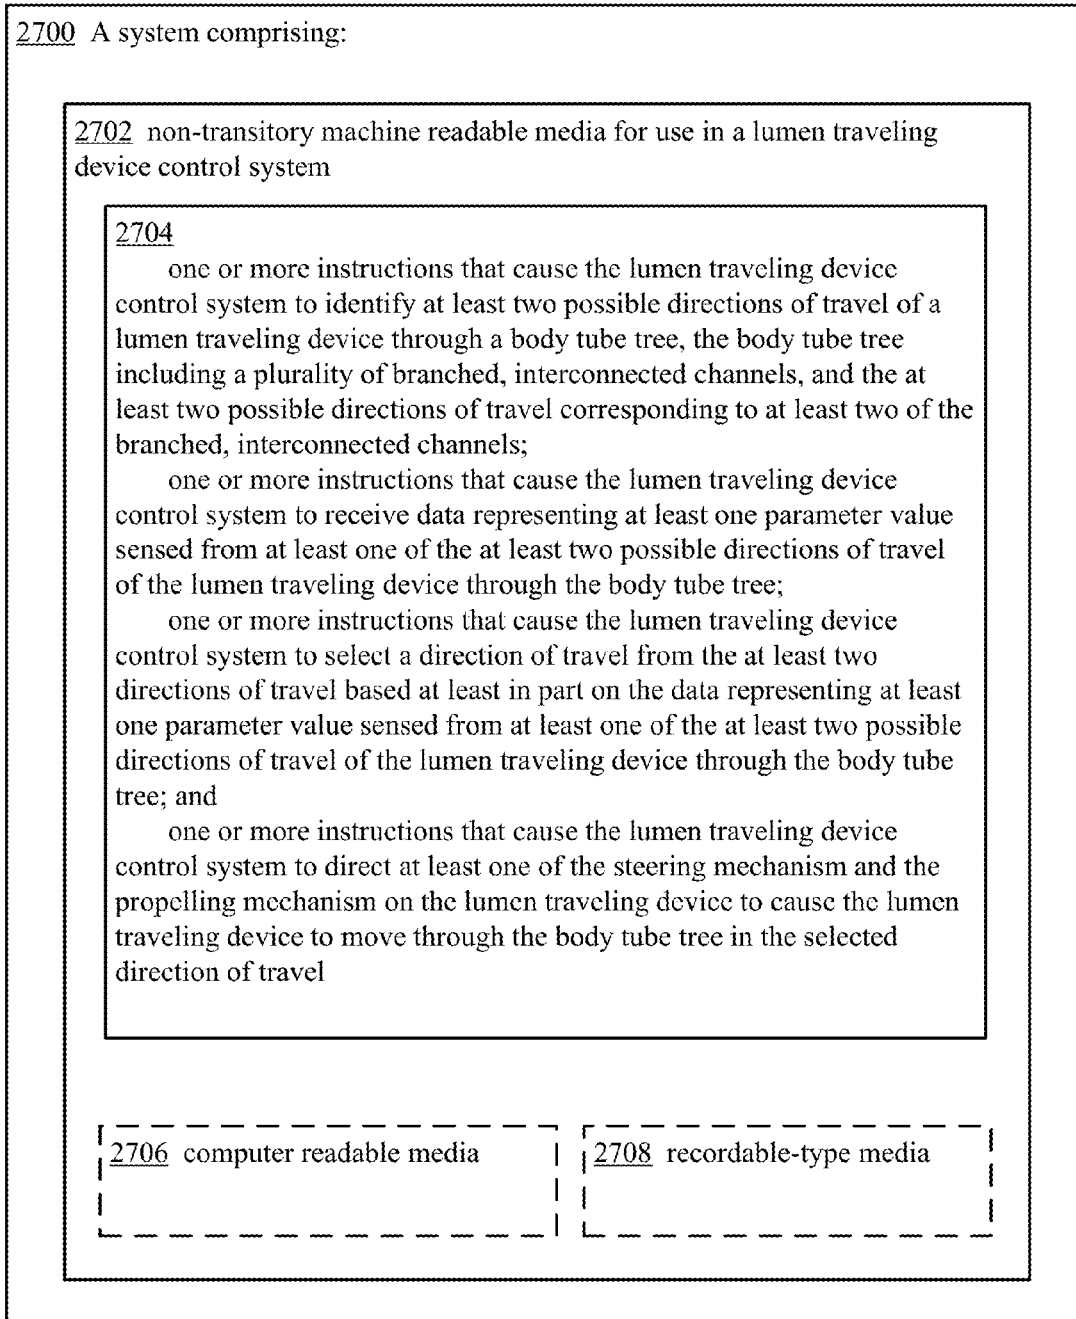 2700 A system comprising:
2702 non-transitory machine readable media for use in a lumen traveling
device control system
2704
one or more instructions that cause the lumen traveling device
control system to identify at least two possible directions of travel of a
lumen traveling device through a body tube tree, the body tube tree
including a plurality of branched, interconnected channels, and the at
least two possible directions of travel corresponding to at least two of the
branched, interconnected channels;
one or more instructions that cause the lumen traveling device
control system to receive data representing at least one parameter value
sensed from at least one of the at least two possible directions of travel
of the lumen traveling device through the body tube tree;
one or more instructions that cause the lumen traveling device
control system to select a direction of travel from the at least two
directions of travel based at least in part on the data representing at least
one parameter value sensed from at least one of the at least two possible
directions of travel of the lumen traveling device through the body tube
tree; and
one or more instructions that cause the lumen traveling device
control system to direct at least one of the steering mechanism and the
propelling mechanism on the lumen traveling device to cause the lumen
traveling device to move through the body tube tree in the selected
direction of travel
2706 computer readable media
2708 recordable-type media